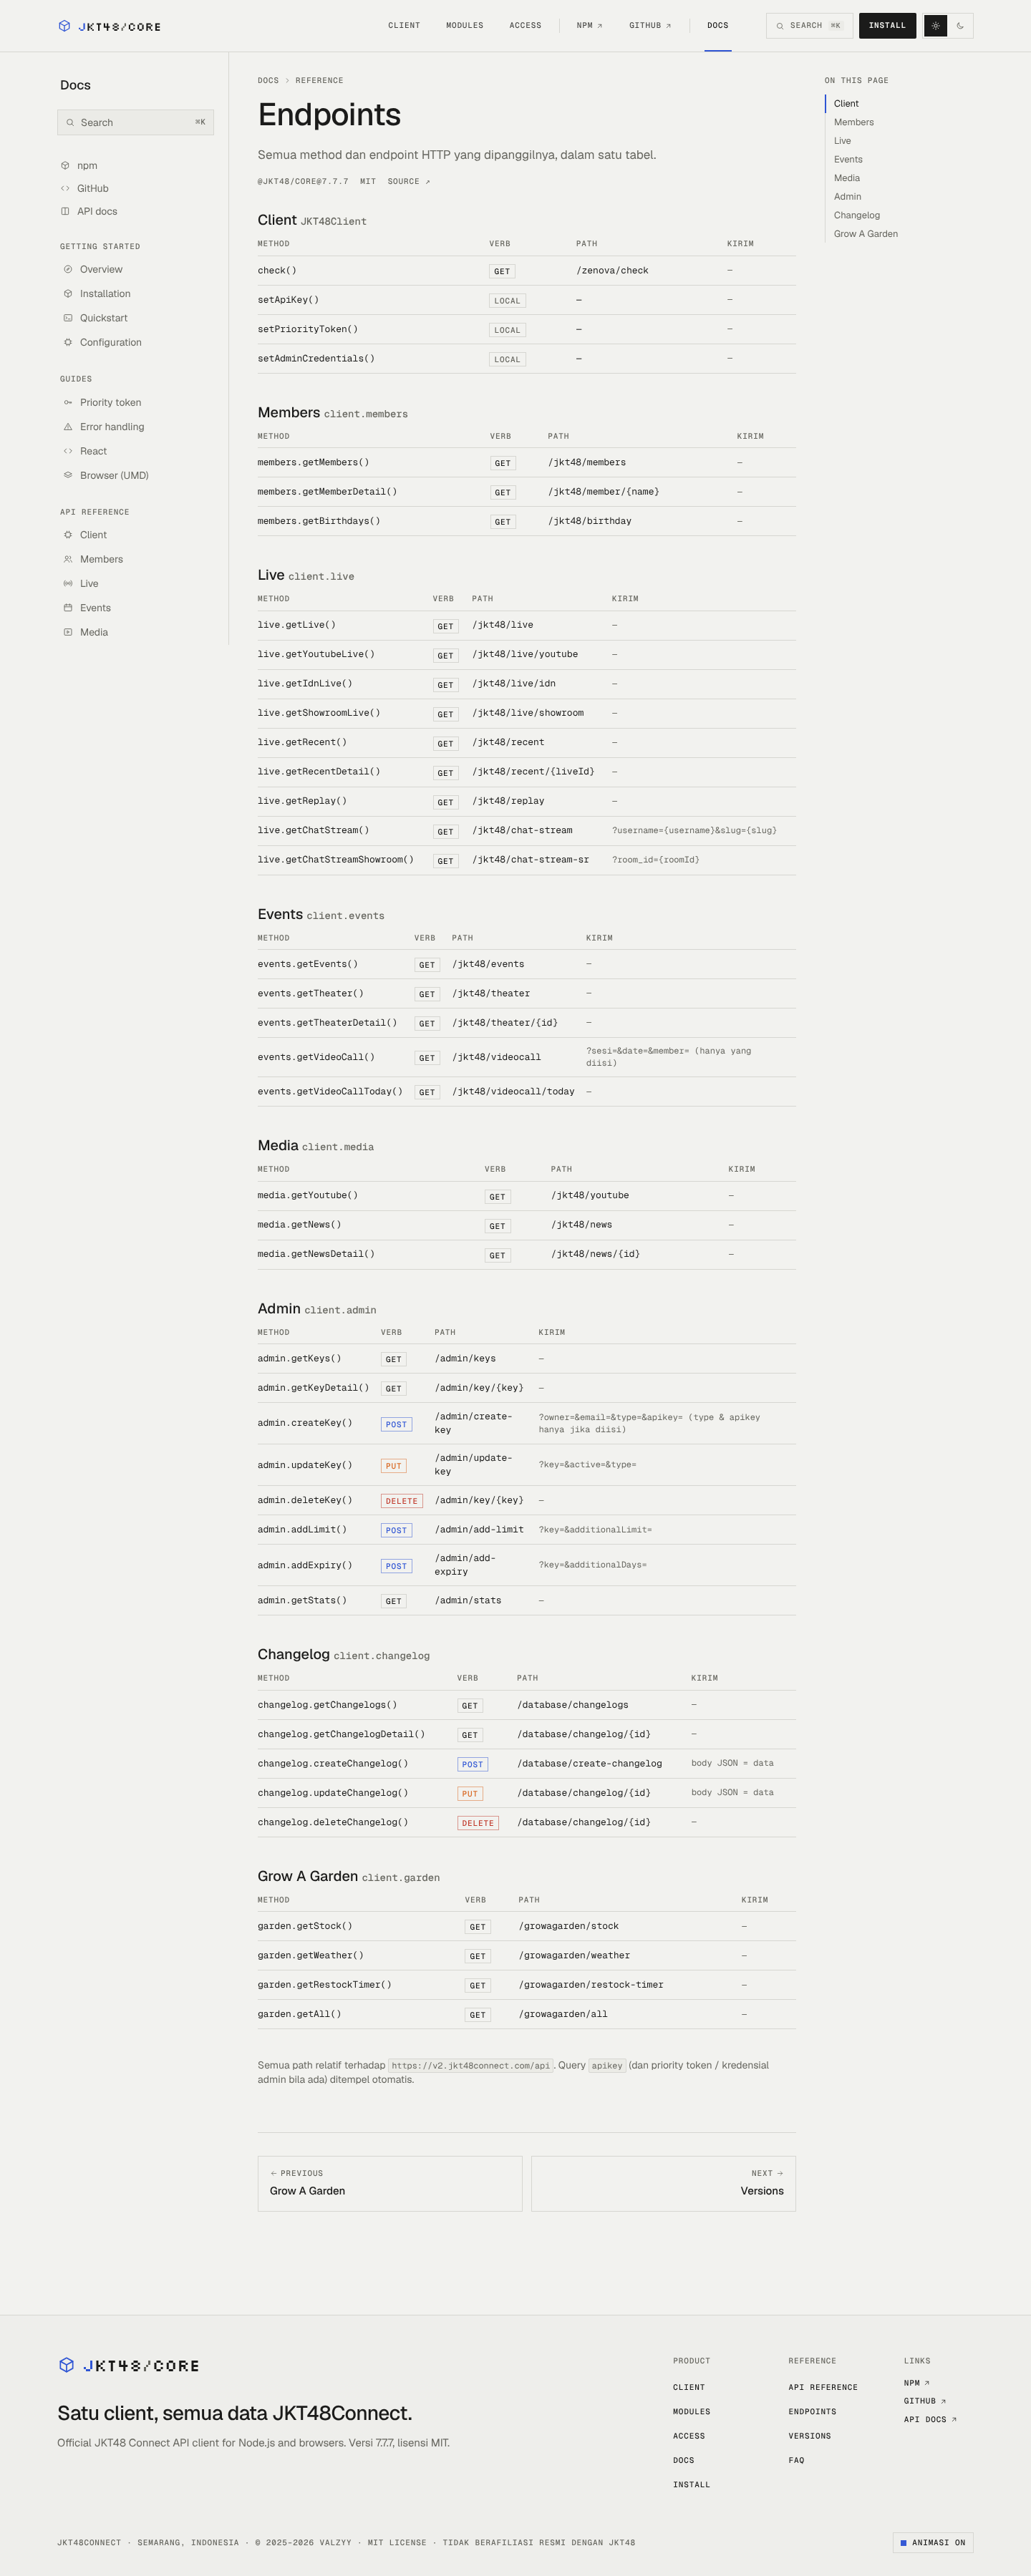 JKT48/CORE
CLIENT MODULES ACCESS NPM ↗ GITHUB ↗ DOCS SEARCH ⌘K INSTALL
Docs
Search ⌘K
npm
GitHub
API docs
GETTING STARTED
Overview
Installation
Quickstart
Configuration
GUIDES
Priority token
Error handling
React
Browser (UMD)
API REFERENCE
Client
Members
Live
Events
Media
DOCS › REFERENCE
Endpoints
Semua method dan endpoint HTTP yang dipanggilnya, dalam satu tabel.
@JKT48/CORE@7.7.7 MIT SOURCE ↗
Client JKT48Client
METHOD VERB PATH KIRIM
check() GET /zenova/check —
setApiKey() LOCAL — —
setPriorityToken() LOCAL — —
setAdminCredentials() LOCAL — —
Members client.members
METHOD VERB PATH KIRIM
members.getMembers() GET /jkt48/members —
members.getMemberDetail() GET /jkt48/member/{name} —
members.getBirthdays() GET /jkt48/birthday —
Live client.live
METHOD VERB PATH KIRIM
live.getLive() GET /jkt48/live —
live.getYoutubeLive() GET /jkt48/live/youtube —
live.getIdnLive() GET /jkt48/live/idn —
live.getShowroomLive() GET /jkt48/live/showroom —
live.getRecent() GET /jkt48/recent —
live.getRecentDetail() GET /jkt48/recent/{liveId} —
live.getReplay() GET /jkt48/replay —
live.getChatStream() GET /jkt48/chat-stream ?username={username}&slug={slug}
live.getChatStreamShowroom() GET /jkt48/chat-stream-sr ?room_id={roomId}
Events client.events
METHOD VERB PATH KIRIM
events.getEvents() GET /jkt48/events —
events.getTheater() GET /jkt48/theater —
events.getTheaterDetail() GET /jkt48/theater/{id} —
events.getVideoCall() GET /jkt48/videocall ?sesi=&date=&member= (hanya yang
diisi)
events.getVideoCallToday() GET /jkt48/videocall/today —
Media client.media
METHOD VERB PATH KIRIM
media.getYoutube() GET /jkt48/youtube —
media.getNews() GET /jkt48/news —
media.getNewsDetail() GET /jkt48/news/{id} —
Admin client.admin
METHOD VERB PATH KIRIM
admin.getKeys() GET /admin/keys —
admin.getKeyDetail() GET /admin/key/{key} —
admin.createKey() POST /admin/create-
key ?owner=&email=&type=&apikey= (type & apikey
hanya jika diisi)
admin.updateKey() PUT /admin/update-
key ?key=&active=&type=
admin.deleteKey() DELETE /admin/key/{key} —
admin.addLimit() POST /admin/add-limit ?key=&additionalLimit=
admin.addExpiry() POST /admin/add-
expiry ?key=&additionalDays=
admin.getStats() GET /admin/stats —
Changelog client.changelog
METHOD VERB PATH KIRIM
changelog.getChangelogs() GET /database/changelogs —
changelog.getChangelogDetail() GET /database/changelog/{id} —
changelog.createChangelog() POST /database/create-changelog body JSON = data
changelog.updateChangelog() PUT /database/changelog/{id} body JSON = data
changelog.deleteChangelog() DELETE /database/changelog/{id} —
Grow A Garden client.garden
METHOD VERB PATH KIRIM
garden.getStock() GET /growagarden/stock —
garden.getWeather() GET /growagarden/weather —
garden.getRestockTimer() GET /growagarden/restock-timer —
garden.getAll() GET /growagarden/all —
Semua path relatif terhadap https://v2.jkt48connect.com/api. Query apikey (dan priority token / kredensial
admin bila ada) ditempel otomatis.
← PREVIOUS
Grow A Garden
NEXT →
Versions
ON THIS PAGE
Client
Members
Live
Events
Media
Admin
Changelog
Grow A Garden
JKT48/CORE
Satu client, semua data JKT48Connect.
Official JKT48 Connect API client for Node.js and browsers. Versi 7.7.7, lisensi MIT.
PRODUCT
CLIENT
MODULES
ACCESS
DOCS
INSTALL
REFERENCE
API REFERENCE
ENDPOINTS
VERSIONS
FAQ
LINKS
NPM ↗
GITHUB ↗
API DOCS ↗
JKT48CONNECT · SEMARANG, INDONESIA · © 2025–2026 VALZYY · MIT LICENSE · TIDAK BERAFILIASI RESMI DENGAN JKT48
ANIMASI ON